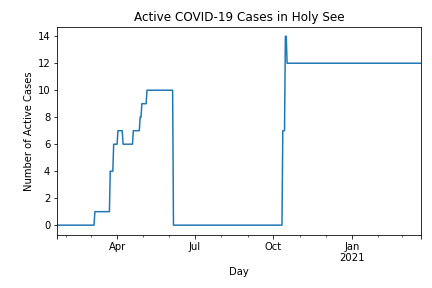 Active COVID-19 Cases in Holy See
14
12
10
8
6
4
2
0
Number of Active Cases
Apr
Jul
Oct
Jan
2021
Day